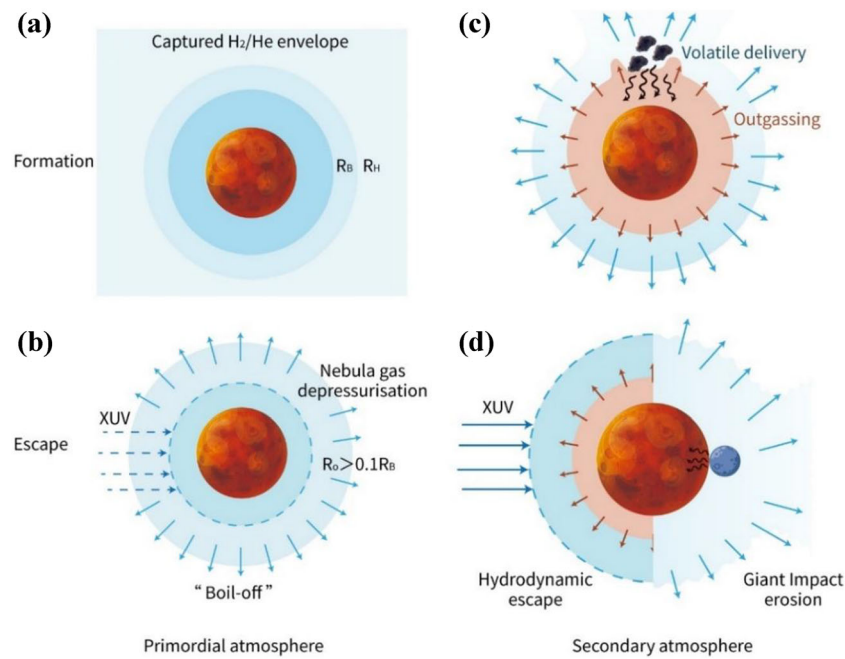 (a)
Captured H₂/He envelope
Formation
R_B R_H
(c)
Volatile delivery
Outgassing
(b)
Nebula gas
depressurisation
XUV
Escape
Rₒ>0.1R_B
“Boil-off”
Primordial atmosphere
(d)
XUV
Hydrodynamic
escape
Giant Impact
erosion
Secondary atmosphere